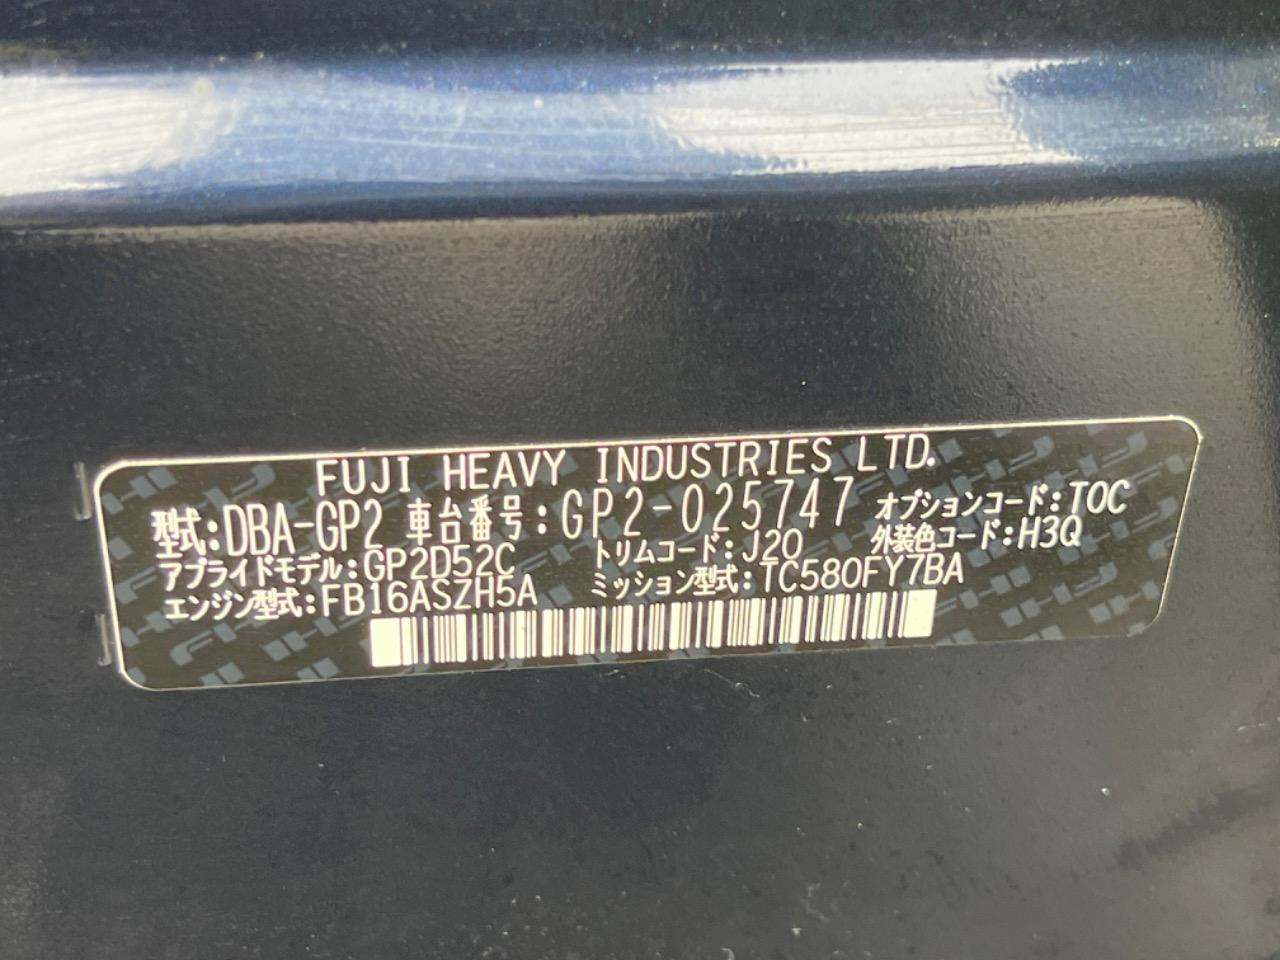 FUJI HEAVY INDUSTRIES LTD.
型式:DBA-GP2 車台番号:GP2-025747 オプションコード:TOC
アプライドモデル:GP2D52C トリムコード:J20 外装色コード:H3Q
エンジン型式:FB16ASZH5A ミッション型式:TC580FY7BA